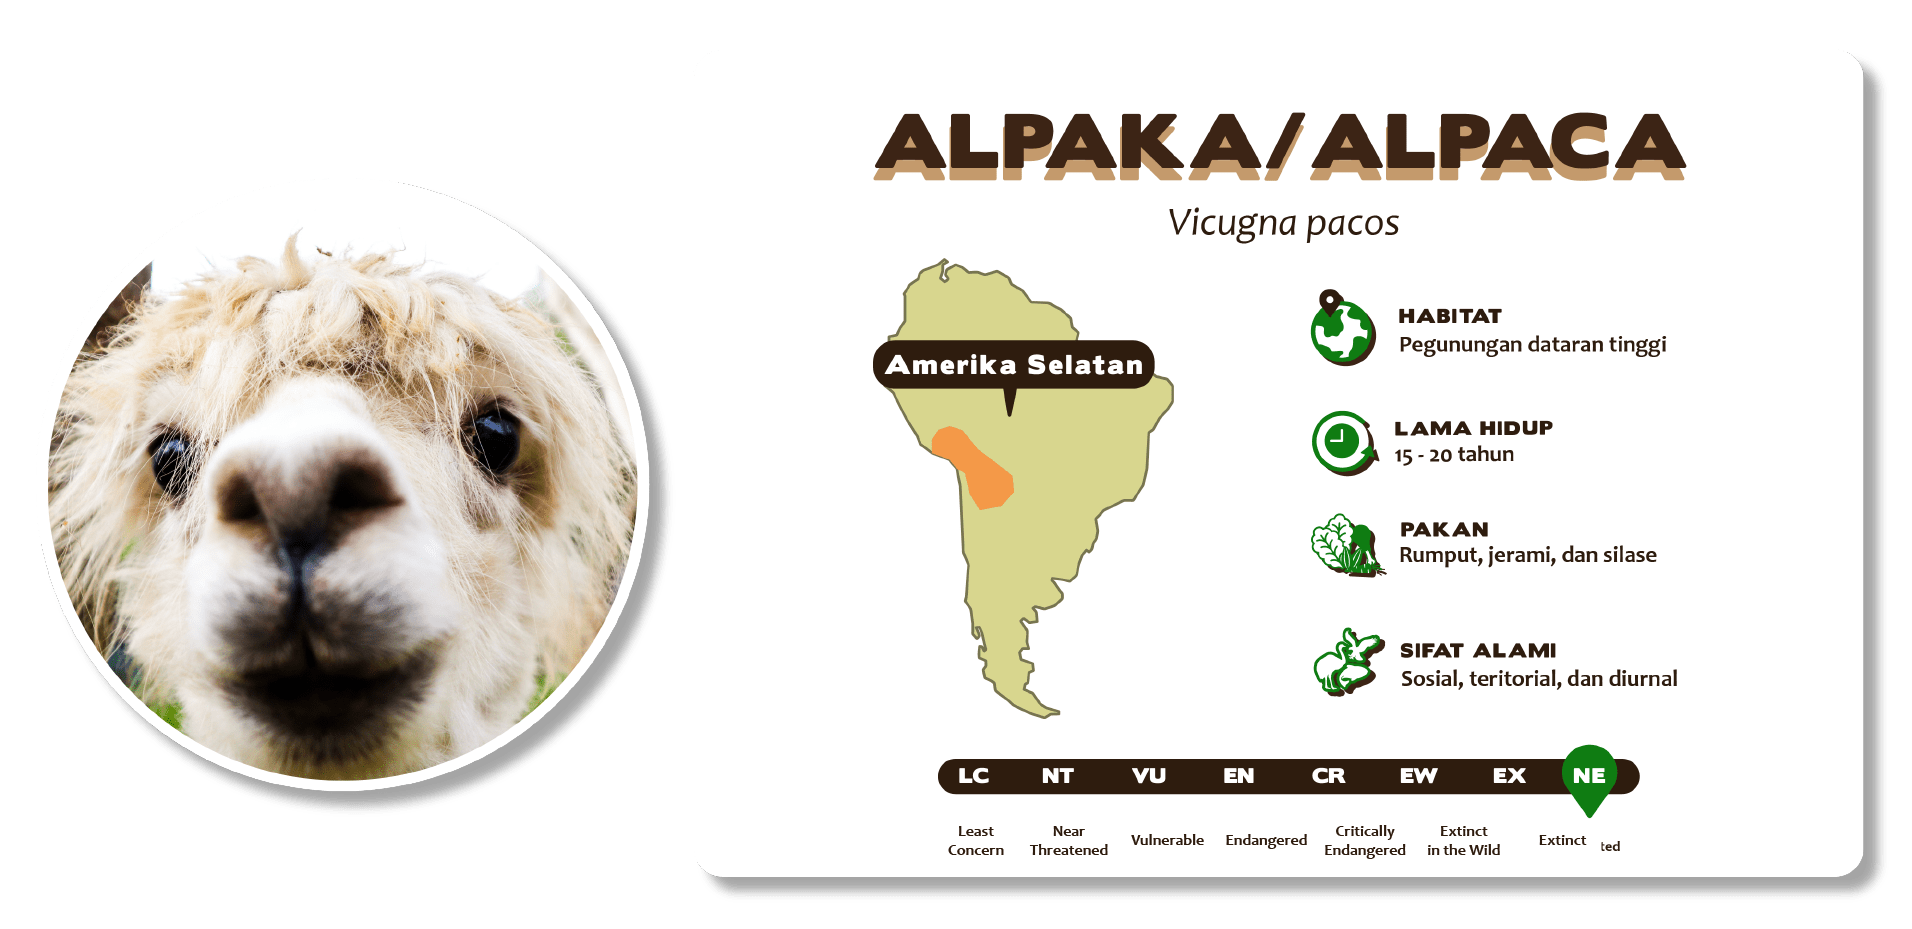 ALPAKA/ALPACA
Vicugna pacos
Amerika Selatan
HABITAT
Pegunungan dataran tinggi
LAMA HIDUP
15 - 20 tahun
PAKAN
Rumput, jerami, dan silase
SIFAT ALAMI
Sosial, teritorial, dan diurnal
LC NT VU EN CR EW EX NE
Least
Concern
Near
Threatened
Vulnerable
Endangered
Critically
Endangered
Extinct
in the Wild
Extinct